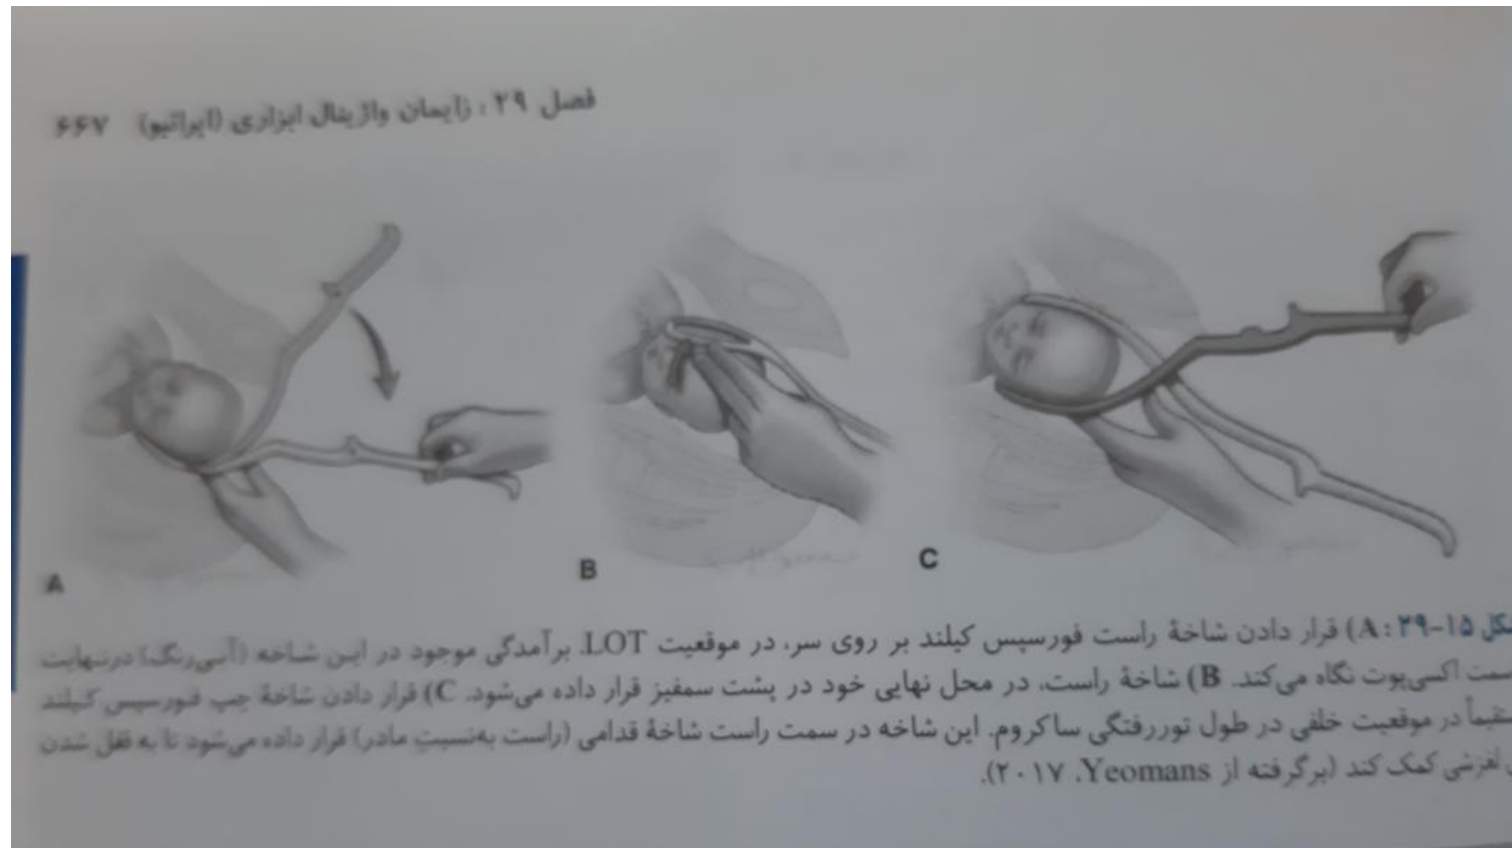 فصل ۲۹ : زایمان واژینال ابزاری (اپراتیو) ۶۶۷
A
B
C
شکل ۱۵-۲۹ : A) قرار دادن شاخهٔ راست فورسپس کیلند بر روی سر، در موقعیت LOT. برآمدگی موجود در این شاخه (آبی‌رنگ) درنهایت
سمت اکسی‌پوت نگاه می‌کند. B) شاخهٔ راست، در محل نهایی خود در پشت سمفیز قرار داده می‌شود. C) قرار دادن شاخهٔ چپ فورسپس کیلند
در موقعیت خلفی در طول توررفتگی ساکروم. این شاخه در سمت راست شاخهٔ قدامی (راست به‌نسبتِ مادر) قرار داده می‌شود تا به قفل شدن
لغزشی کمک کند (برگرفته از Yeomans، ۲۰۱۷).